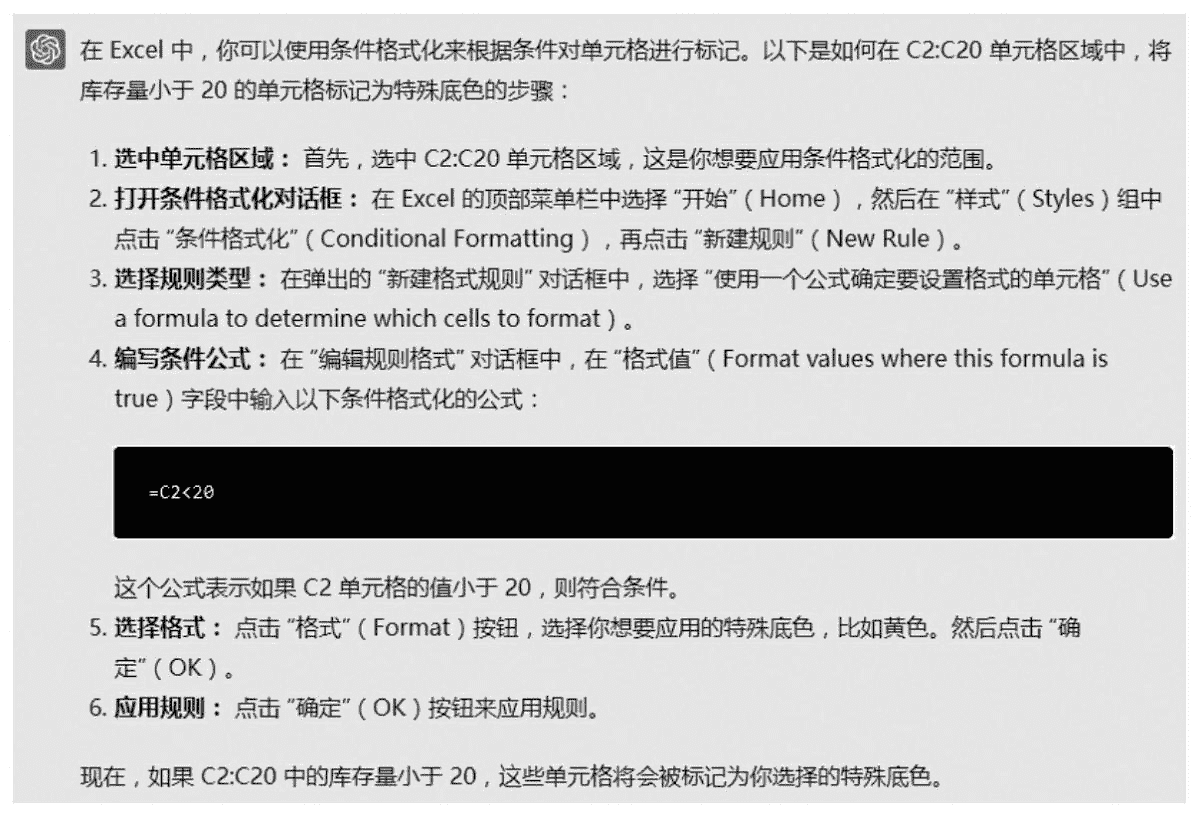 在 Excel 中，你可以使用条件格式化来根据条件对单元格进行标记。以下是如何在 C2:C20 单元格区域中，将
库存量小于 20 的单元格标记为特殊底色的步骤：
1. 选中单元格区域： 首先，选中 C2:C20 单元格区域，这是你想要应用条件格式化的范围。
2. 打开条件格式化对话框： 在 Excel 的顶部菜单栏中选择 “开始”（Home），然后在 “样式”（Styles）组中
点击 “条件格式化”（Conditional Formatting），再点击 “新建规则”（New Rule）。
3. 选择规则类型： 在弹出的 “新建格式规则” 对话框中，选择 “使用一个公式确定要设置格式的单元格”（Use
a formula to determine which cells to format）。
4. 编写条件公式： 在 “编辑规则格式” 对话框中，在 “格式值”（Format values where this formula is
true）字段中输入以下条件格式化的公式：
=C2<20
这个公式表示如果 C2 单元格的值小于 20，则符合条件。
5. 选择格式： 点击 “格式”（Format）按钮，选择你想要应用的特殊底色，比如黄色。然后点击 “确
定”（OK）。
6. 应用规则： 点击 “确定”（OK）按钮来应用规则。
现在，如果 C2:C20 中的库存量小于 20，这些单元格将会被标记为你选择的特殊底色。